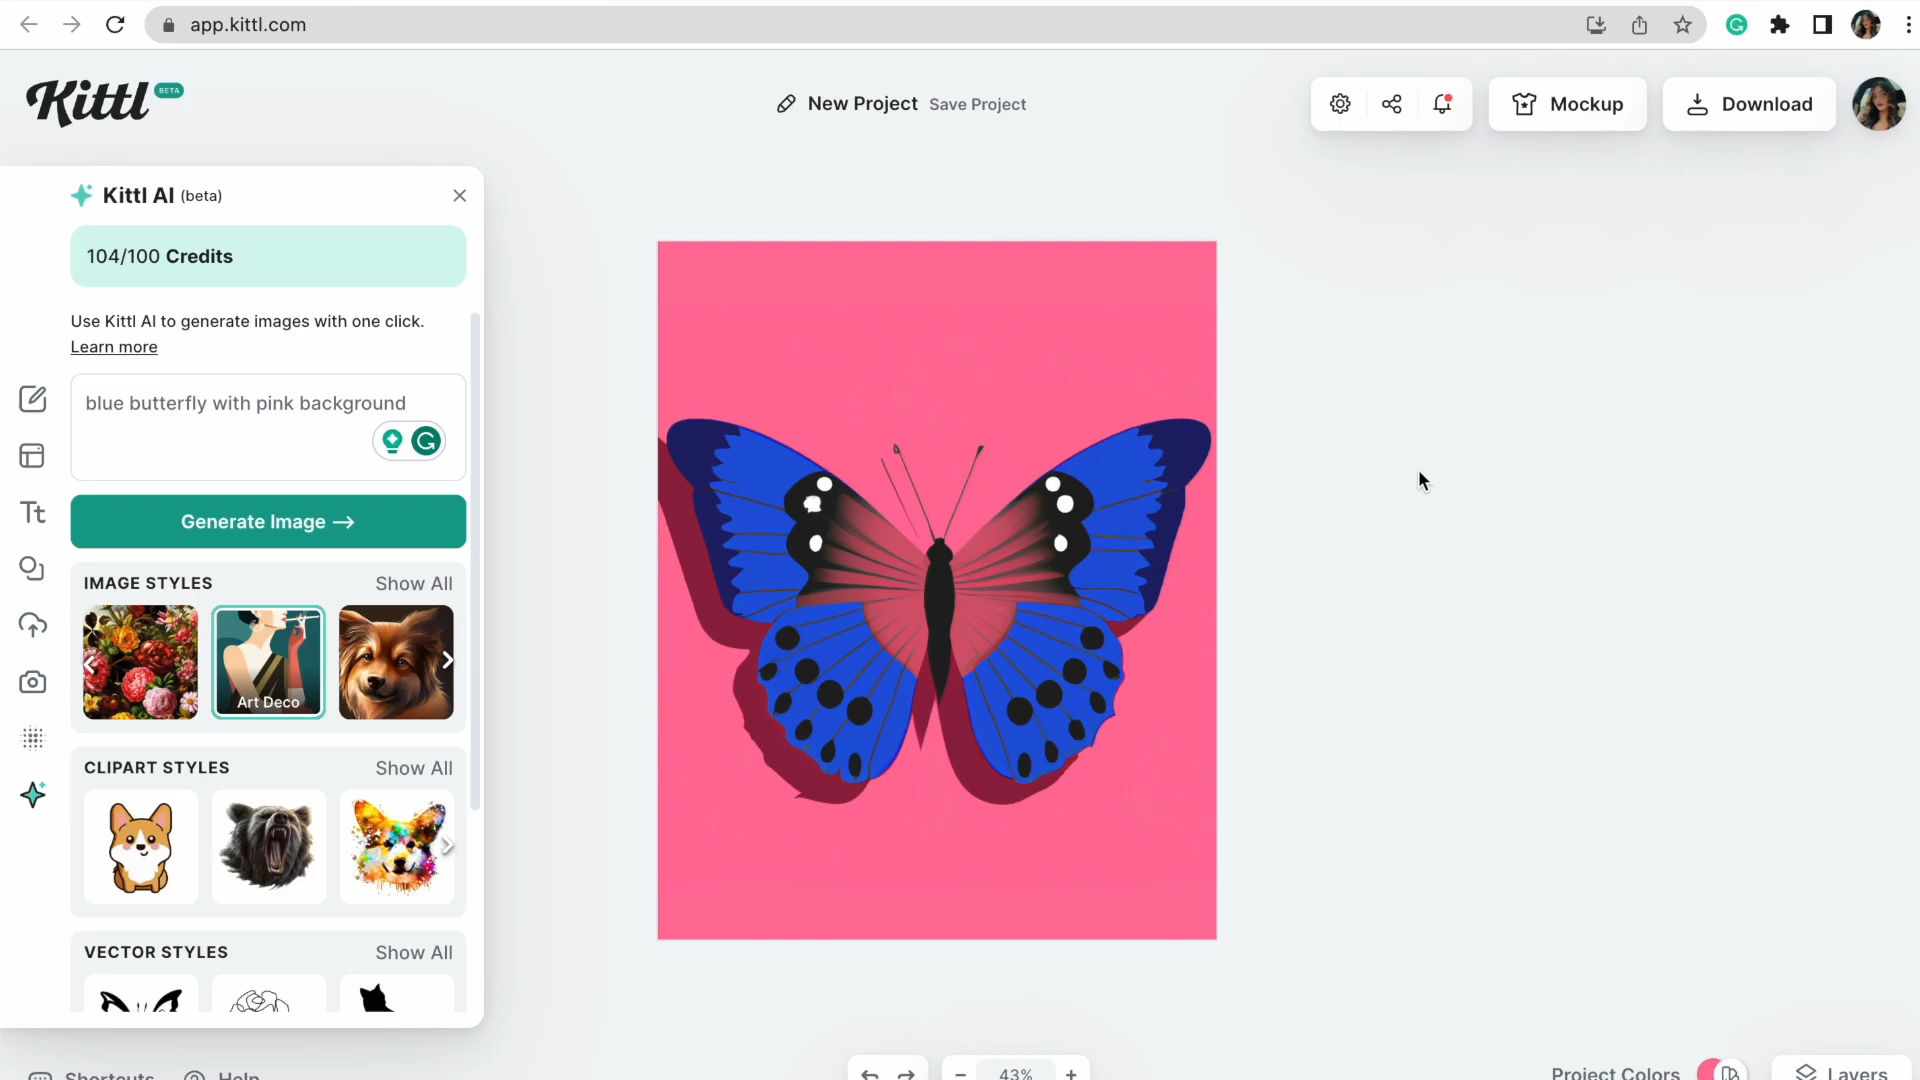 app.kittl.com
Kittl BETA
New Project Save Project
Mockup
Download
Kittl AI (beta)
104/100 Credits
Use Kittl AI to generate images with one click.
Learn more
blue butterfly with pink background
Generate Image →
IMAGE STYLES Show All
Art Deco
CLIPART STYLES Show All
VECTOR STYLES Show All
Tt
Shortcuts Help
43%
Project Colors
Layers